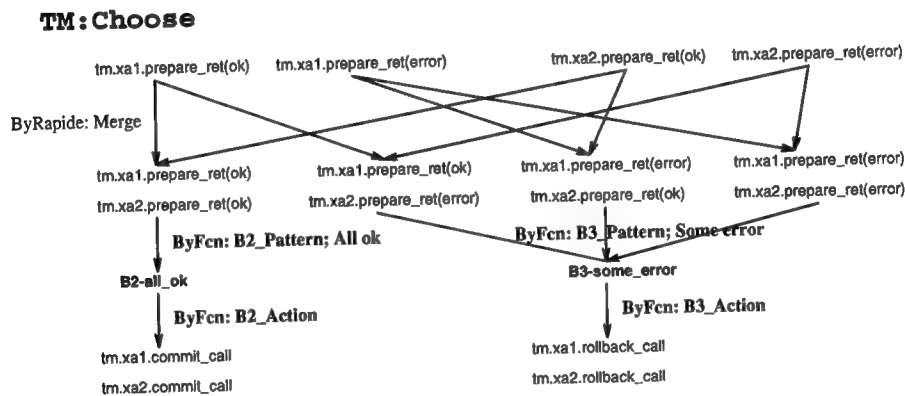 TM:Choose
tm.xa1.prepare_ret(ok)
tm.xa1.prepare_ret(error)
tm.xa2.prepare_ret(ok)
tm.xa2.prepare_ret(error)
ByRapide: Merge
tm.xa1.prepare_ret(ok)
tm.xa1.prepare_ret(ok)
tm.xa1.prepare_ret(error)
tm.xa1.prepare_ret(error)
tm.xa2.prepare_ret(ok)
tm.xa2.prepare_ret(error)
tm.xa2.prepare_ret(ok)
tm.xa2.prepare_ret(error)
ByFcn: B2_Pattern; All ok
ByFcn: B3_Pattern; Some error
B2-all_ok
B3-some_error
ByFcn: B2_Action
ByFcn: B3_Action
tm.xa1.commit_call
tm.xa1.rollback_call
tm.xa2.commit_call
tm.xa2.rollback_call